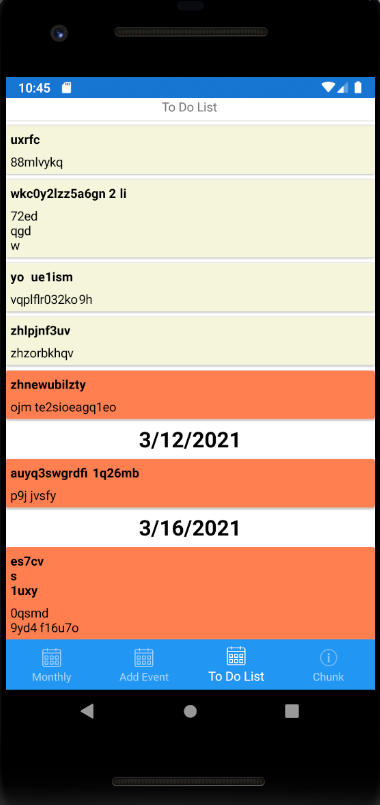 10:45
To Do List
uxrfc
88mlvykq
wkc0y2lzz5a6gn 2 li
72ed
qgd
w
yo ue1ism
vqplflr032ko9h
zhlpjnf3uv
zhzorbkhqv
zhnewubilzty
ojm te2sioeagq1eo
3/12/2021
auyq3swgrdfi 1q26mb
p9j jvsfy
3/16/2021
es7cv
s
1uxy
0qsmd
9yd4 f16u7o
Monthly
Add Event
To Do List
Chunk